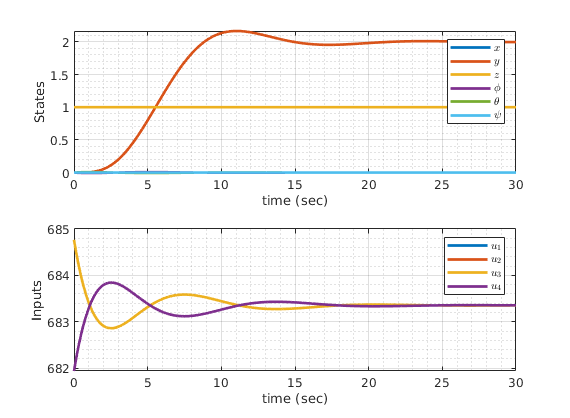 States
2
1.5
1
0.5
0
0 5 10 15 20 25 30
time (sec)
x
y
z
ϕ
θ
ψ
Inputs
685
684
683
682
0 5 10 15 20 25 30
time (sec)
u₁
u₂
u₃
u₄